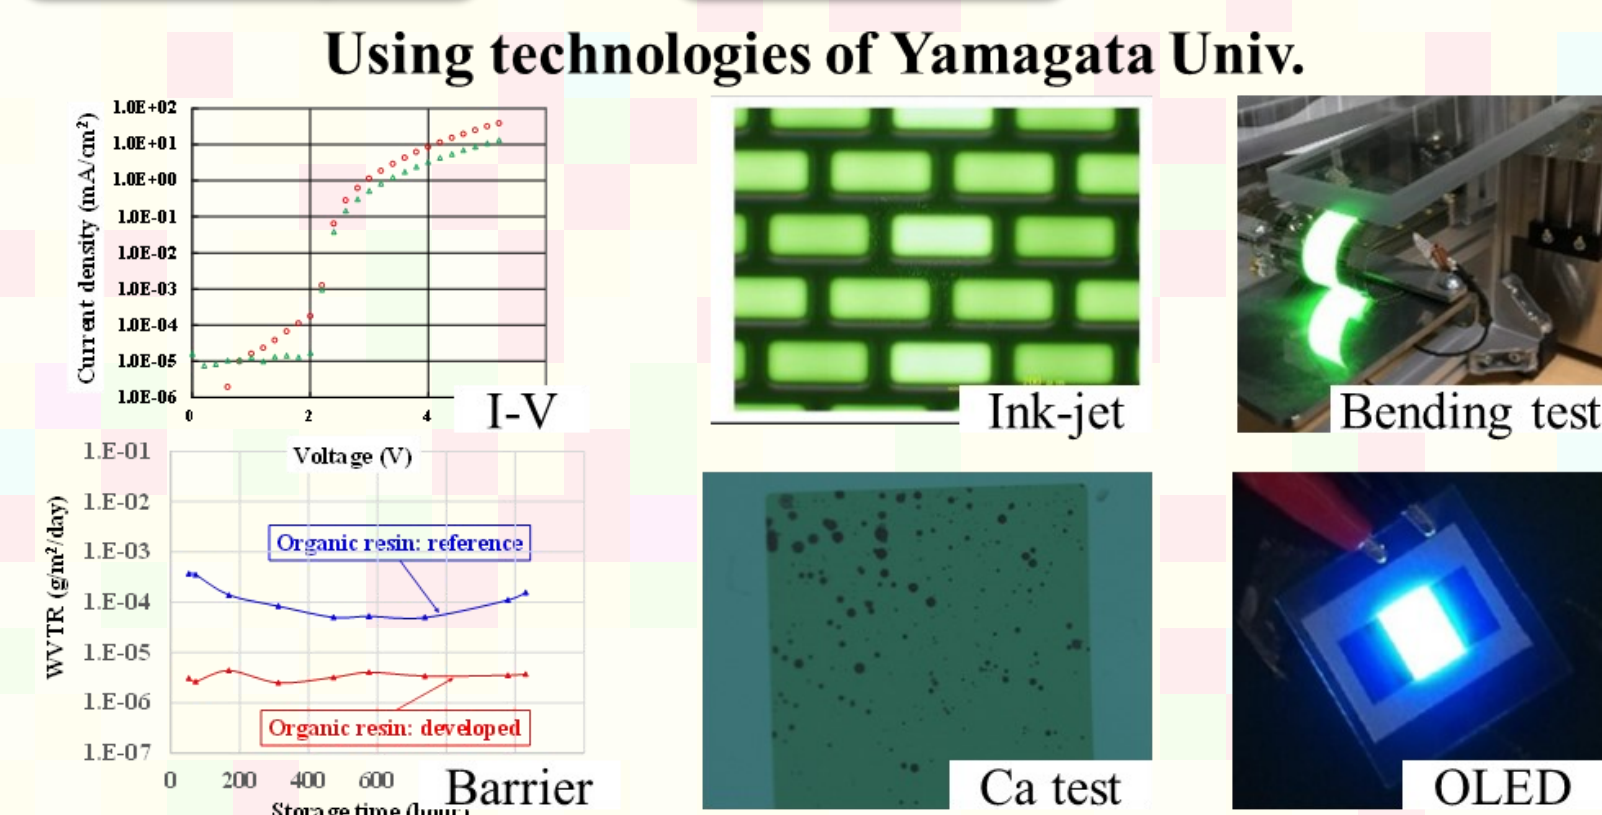 Using technologies of Yamagata Univ.
Current density (mA/cm²)
1.0E+02
1.0E+01
1.0E+00
1.0E-01
1.0E-02
1.0E-03
1.0E-04
1.0E-05
1.0E-06
0 2 4
Voltage (V)
I-V
Ink-jet
Bending test
WVTR (g/m²/day)
1.E-01
1.E-02
1.E-03
1.E-04
1.E-05
1.E-06
1.E-07
Organic resin: reference
Organic resin: developed
0 200 400 600
Storage time (hour)
Barrier
Ca test
OLED